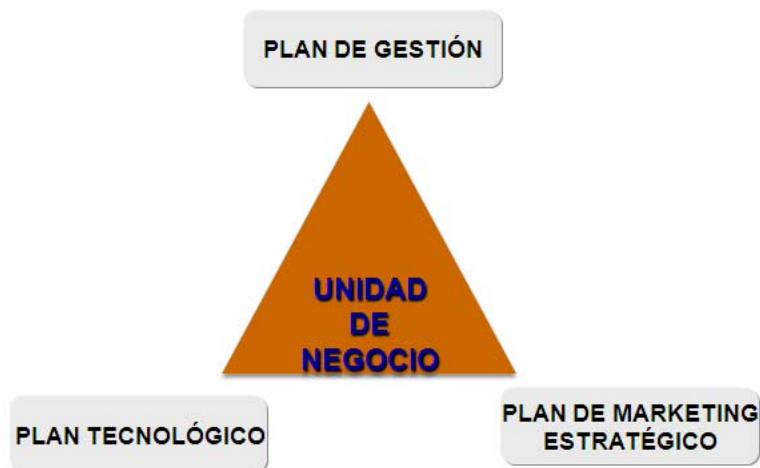 PLAN DE GESTIÓN
UNIDAD
DE
NEGOCIO
PLAN TECNOLÓGICO
PLAN DE MARKETING
ESTRATÉGICO